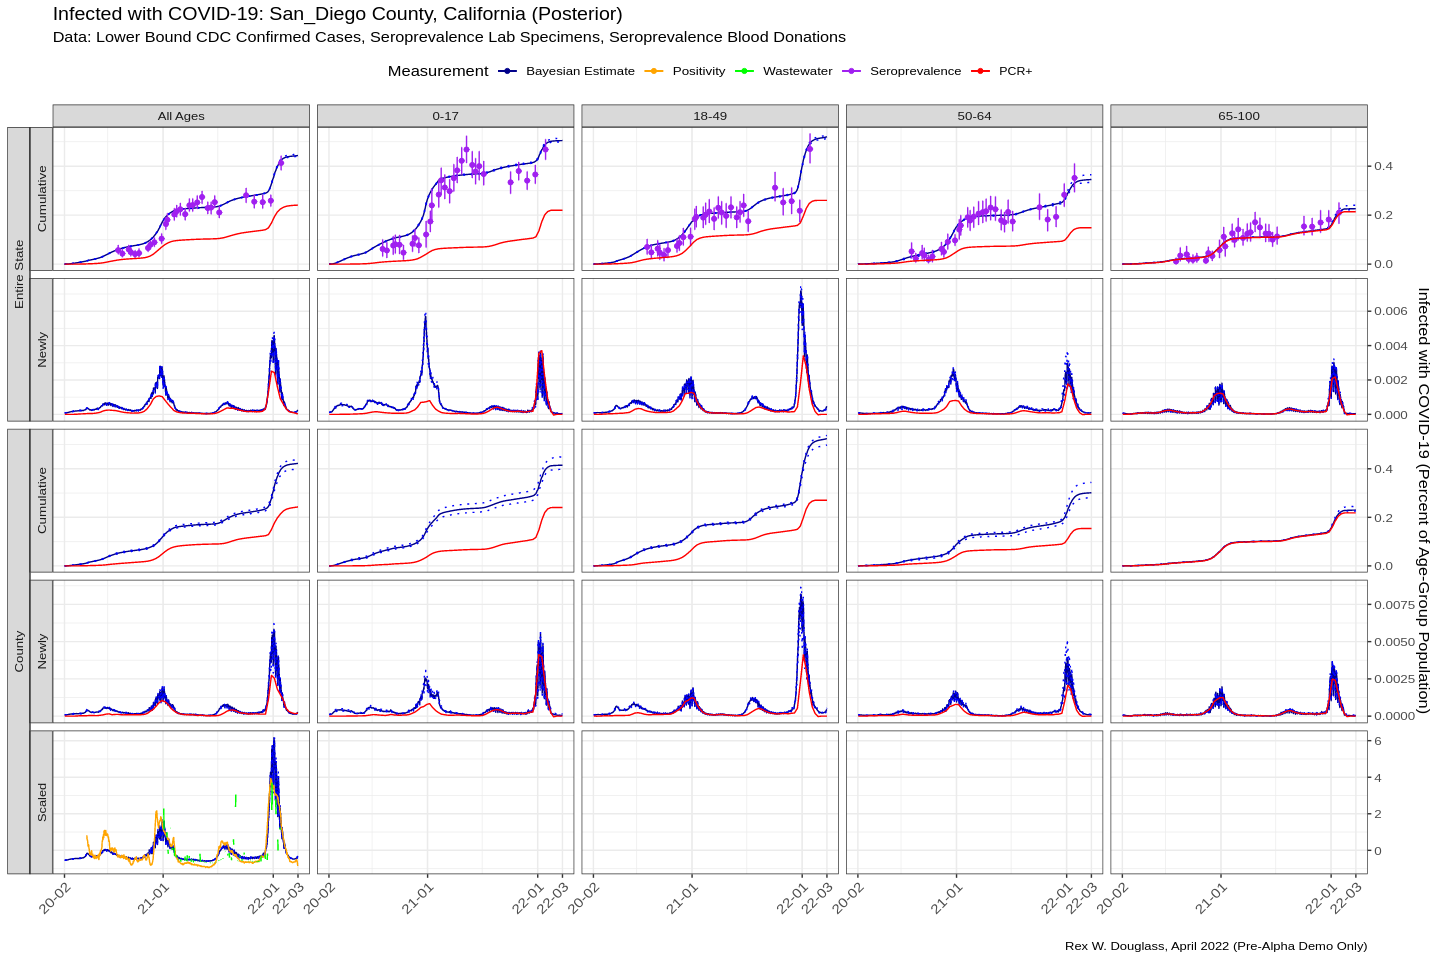 Infected with COVID-19: San_Diego County, California (Posterior)
Data: Lower Bound CDC Confirmed Cases, Seroprevalence Lab Specimens, Seroprevalence Blood Donations
Measurement Bayesian Estimate Positivity Wastewater Seroprevalence PCR+
All Ages 0-17 18-49 50-64 65-100
Entire State
Cumulative
0.4
0.2
0.0
Newly
0.006
0.004
0.002
0.000
County
Cumulative
0.4
0.2
0.0
Newly
0.0075
0.0050
0.0025
0.0000
Scaled
6
4
2
0
Infected with COVID-19 (Percent of Age-Group Population)
20-02 21-01 22-01 22-03 20-02 21-01 22-01 22-03 20-02 21-01 22-01 22-03 20-02 21-01 22-01 22-03 20-02 21-01 22-01 22-03
Rex W. Douglass, April 2022 (Pre-Alpha Demo Only)